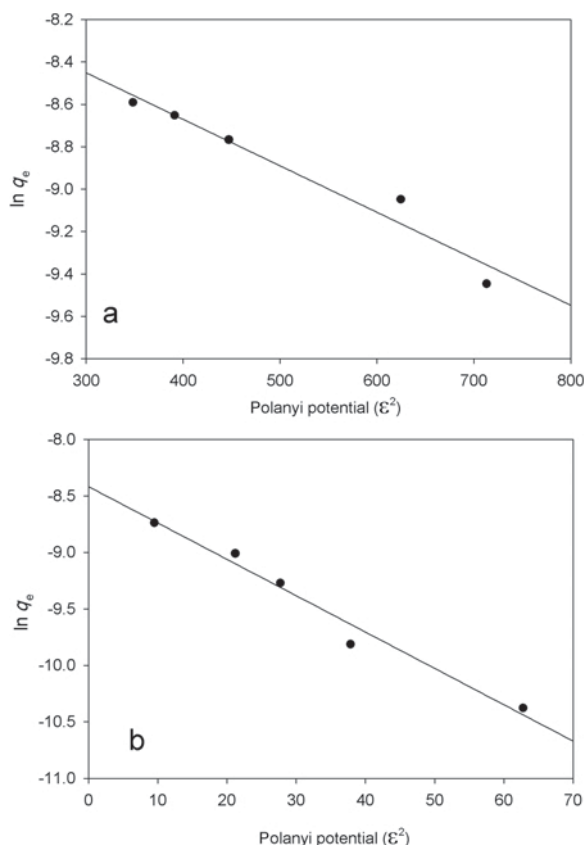 -8.2
-8.4
-8.6
-8.8
-9.0
-9.2
-9.4
-9.6
-9.8
ln qe
a
300 400 500 600 700 800
Polanyi potential (ε²)
-8.0
-8.5
-9.0
-9.5
-10.0
-10.5
-11.0
ln qe
b
0 10 20 30 40 50 60 70
Polanyi potential (ε²)